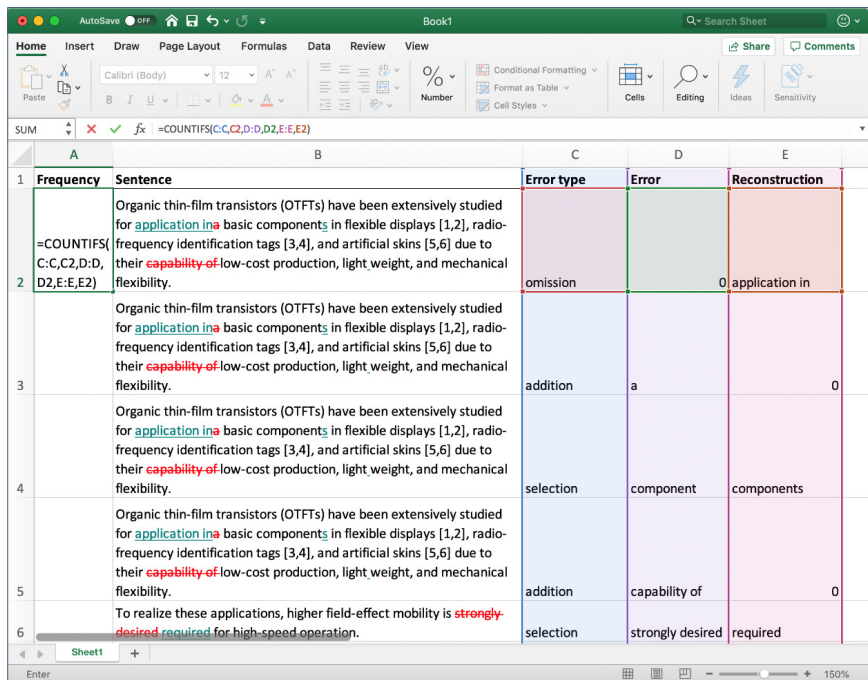 AutoSave OFF Book1 Search Sheet
Home Insert Draw Page Layout Formulas Data Review View Share Comments
Paste Calibri (Body) 12 A^ A˅ ab % Number Conditional Formatting Format as Table Cell Styles Cells Editing Ideas Sensitivity
B I U A
SUM fx =COUNTIFS(C:C,C2,D:D,D2,E:E,E2)
A B C D E
1 Frequency Sentence Error type Error Reconstruction
Organic thin-film transistors (OTFTs) have been extensively studied
for application ina basic components in flexible displays [1,2], radio-
=COUNTIFS( frequency identification tags [3,4], and artificial skins [5,6] due to
C:C,C2,D:D, their capability of low-cost production, light weight, and mechanical
2 D2,E:E,E2) flexibility. omission 0 application in
Organic thin-film transistors (OTFTs) have been extensively studied
for application ina basic components in flexible displays [1,2], radio-
frequency identification tags [3,4], and artificial skins [5,6] due to
their capability of low-cost production, light weight, and mechanical
3 flexibility. addition a 0
Organic thin-film transistors (OTFTs) have been extensively studied
for application ina basic components in flexible displays [1,2], radio-
frequency identification tags [3,4], and artificial skins [5,6] due to
their capability of low-cost production, light weight, and mechanical
4 flexibility. selection component components
Organic thin-film transistors (OTFTs) have been extensively studied
for application ina basic components in flexible displays [1,2], radio-
frequency identification tags [3,4], and artificial skins [5,6] due to
their capability of low-cost production, light weight, and mechanical
5 flexibility. addition capability of 0
To realize these applications, higher field-effect mobility is strongly
6 desired required for high-speed operation. selection strongly desired required
Sheet1 +
Enter 150%